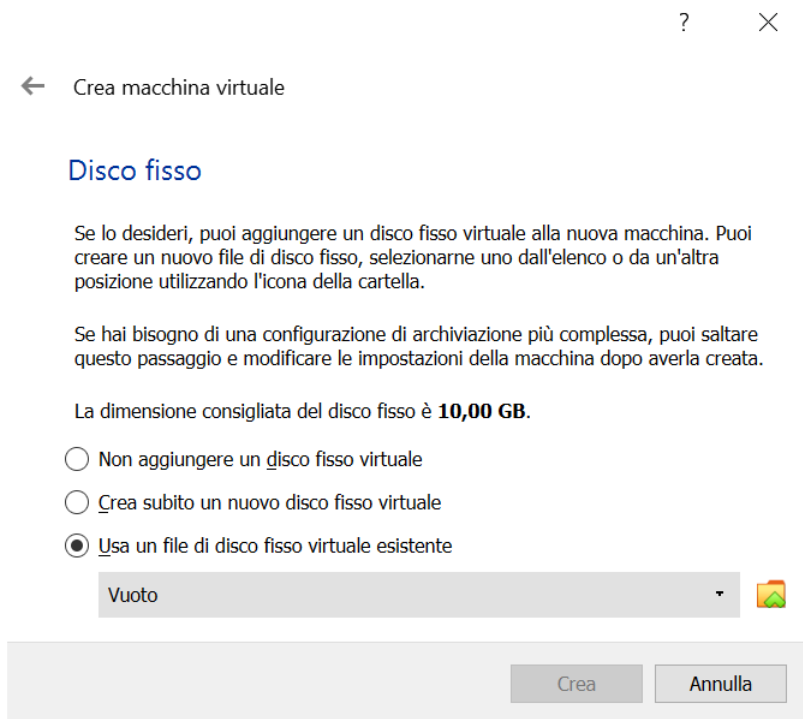 ?
Crea macchina virtuale
Disco fisso
Se lo desideri, puoi aggiungere un disco fisso virtuale alla nuova macchina. Puoi
creare un nuovo file di disco fisso, selezionarne uno dall'elenco o da un'altra
posizione utilizzando l'icona della cartella.
Se hai bisogno di una configurazione di archiviazione più complessa, puoi saltare
questo passaggio e modificare le impostazioni della macchina dopo averla creata.
La dimensione consigliata del disco fisso è 10,00 GB.
Non aggiungere un disco fisso virtuale
Crea subito un nuovo disco fisso virtuale
Usa un file di disco fisso virtuale esistente
Vuoto
Crea Annulla